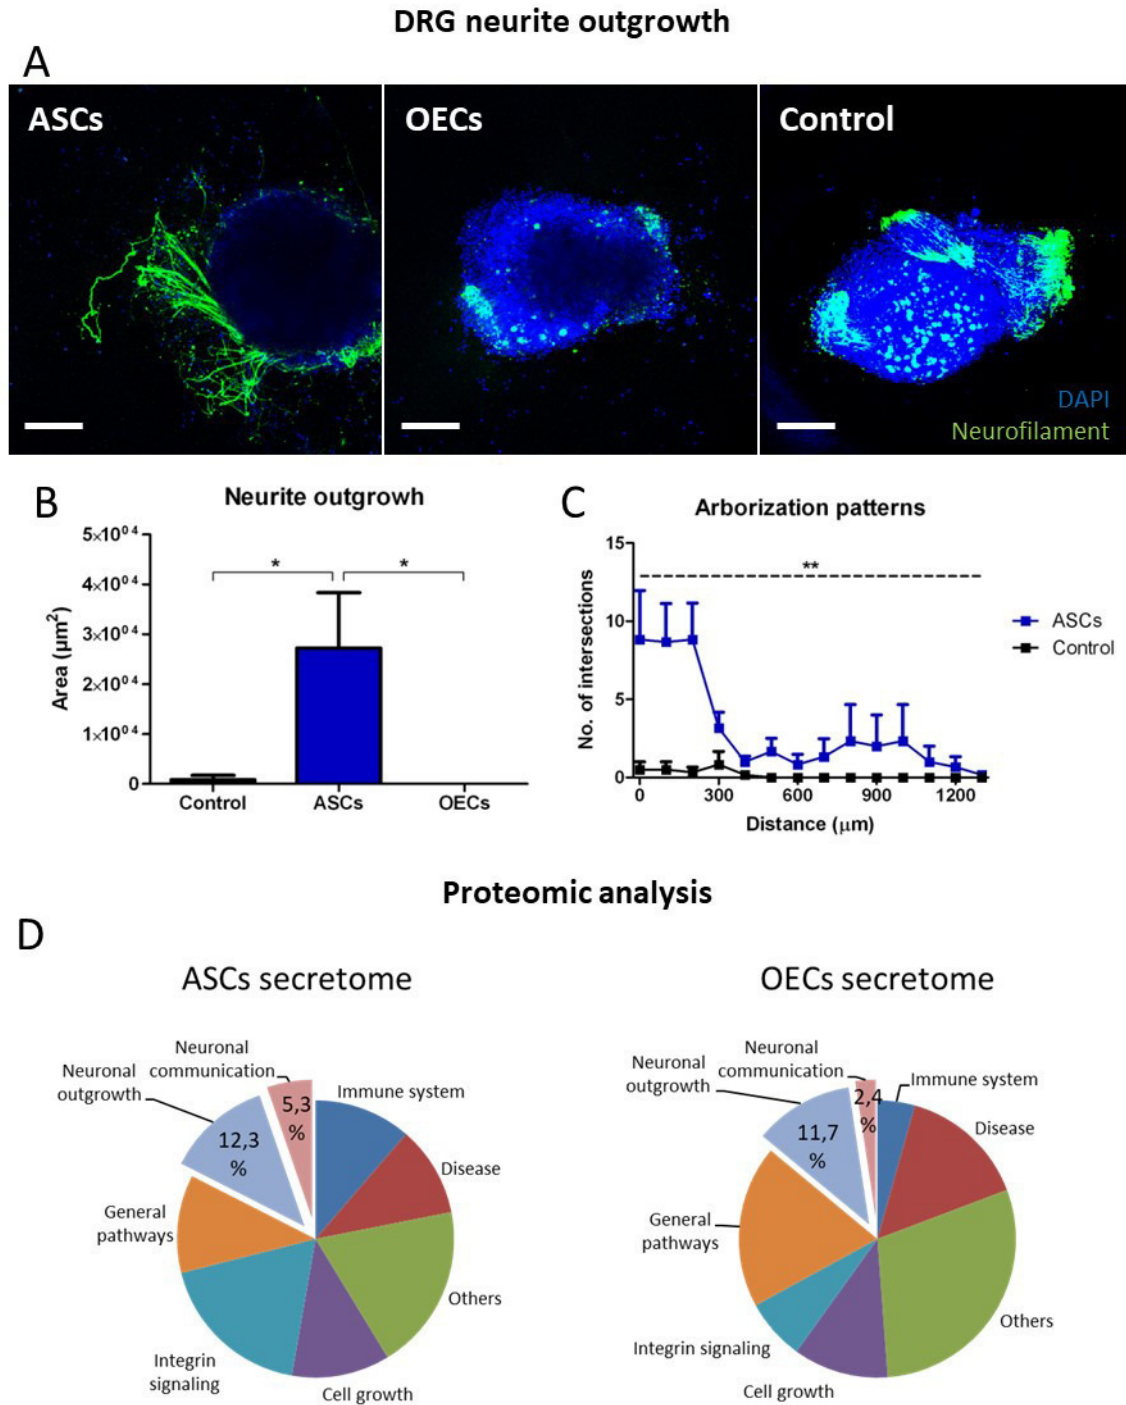 DRG neurite outgrowth
A
ASCs
OECs
Control
DAPI
Neurofilament
B
Neurite outgrowh
5×10⁰⁴
4×10⁰⁴
3×10⁰⁴
2×10⁰⁴
1×10⁰⁴
0
Area (µm²)
*
*
Control
ASCs
OECs
C
Arborization patterns
15
10
5
0
No. of intersections
**
0
300
600
900
1200
Distance (µm)
ASCs
Control
Proteomic analysis
D
ASCs secretome
Neuronal
communication
Neuronal
outgrowth
5,3
%
12,3
%
Immune system
Disease
General
pathways
Others
Integrin
signaling
Cell growth
OECs secretome
Neuronal
communication
Neuronal
outgrowth
2,4
%
11,7
%
Immune system
Disease
General
pathways
Others
Integrin signaling
Cell growth